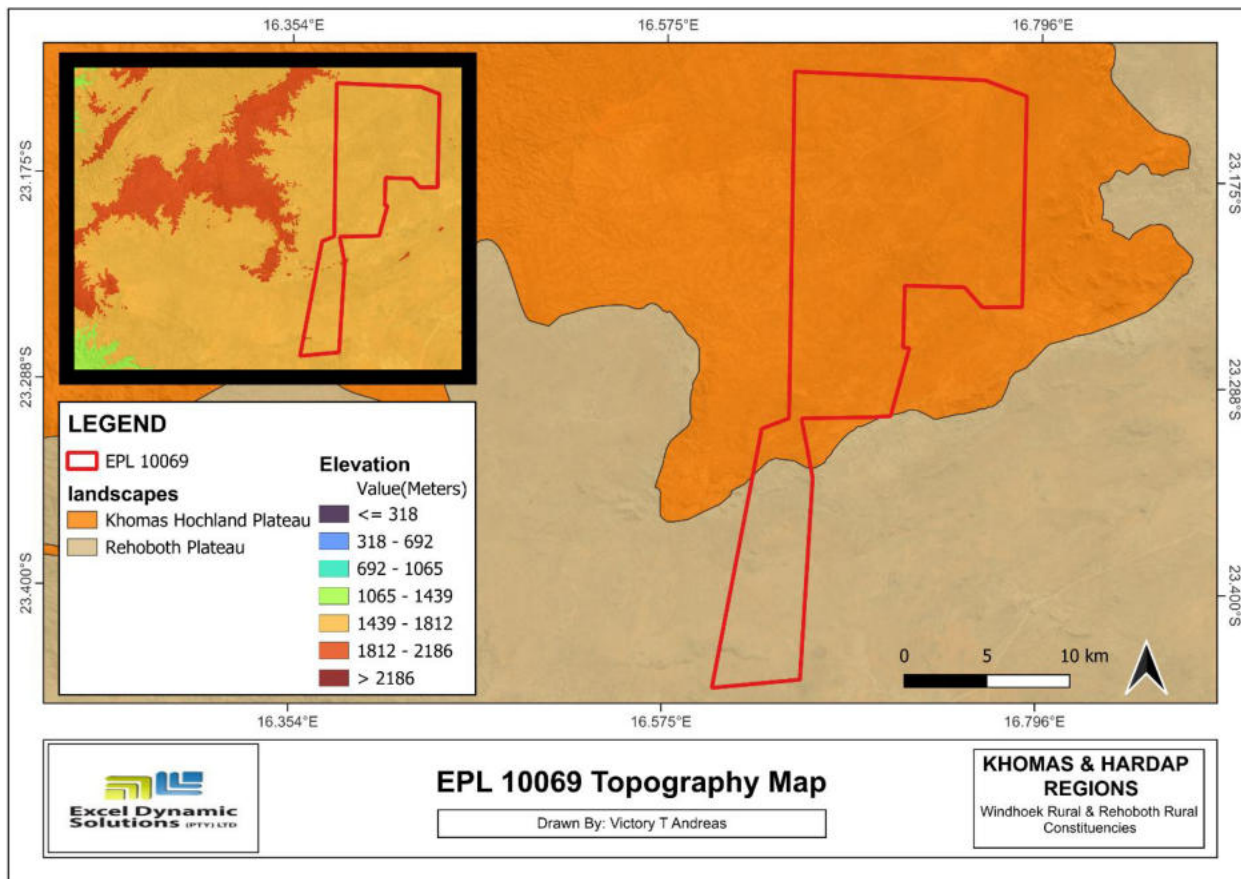 16.354°E 16.575°E 16.796°E
23.175°S
23.288°S
23.400°S
23.175°S
23.288°S
23.400°S
LEGEND
EPL 10069
landscapes
Khomas Hochland Plateau
Rehoboth Plateau
Elevation
Value(Meters)
<= 318
318 - 692
692 - 1065
1065 - 1439
1439 - 1812
1812 - 2186
> 2186
0 5 10 km
16.354°E 16.575°E 16.796°E
Excel Dynamic
Solutions (PTY) LTD
EPL 10069 Topography Map
Drawn By: Victory T Andreas
KHOMAS & HARDAP
REGIONS
Windhoek Rural & Rehoboth Rural
Constituencies